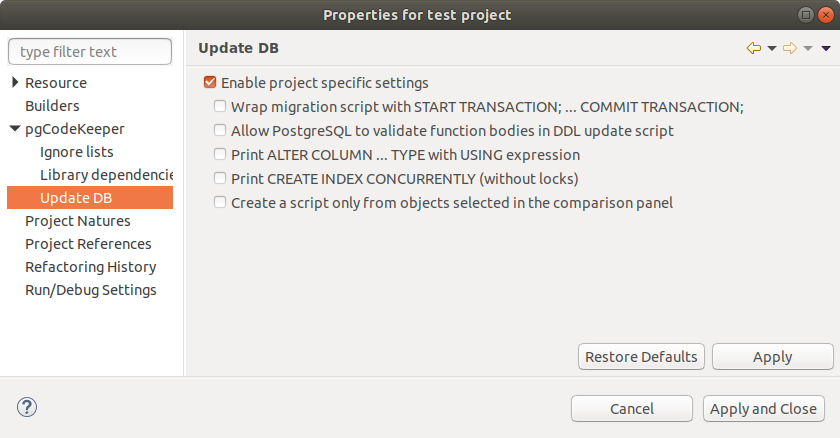 Properties for test project
type filter text
Resource
Builders
pgCodeKeeper
Ignore lists
Library dependencie
Update DB
Project Natures
Project References
Refactoring History
Run/Debug Settings
Update DB
Enable project specific settings
Wrap migration script with START TRANSACTION; ... COMMIT TRANSACTION;
Allow PostgreSQL to validate function bodies in DDL update script
Print ALTER COLUMN ... TYPE with USING expression
Print CREATE INDEX CONCURRENTLY (without locks)
Create a script only from objects selected in the comparison panel
Restore Defaults Apply
? Cancel Apply and Close